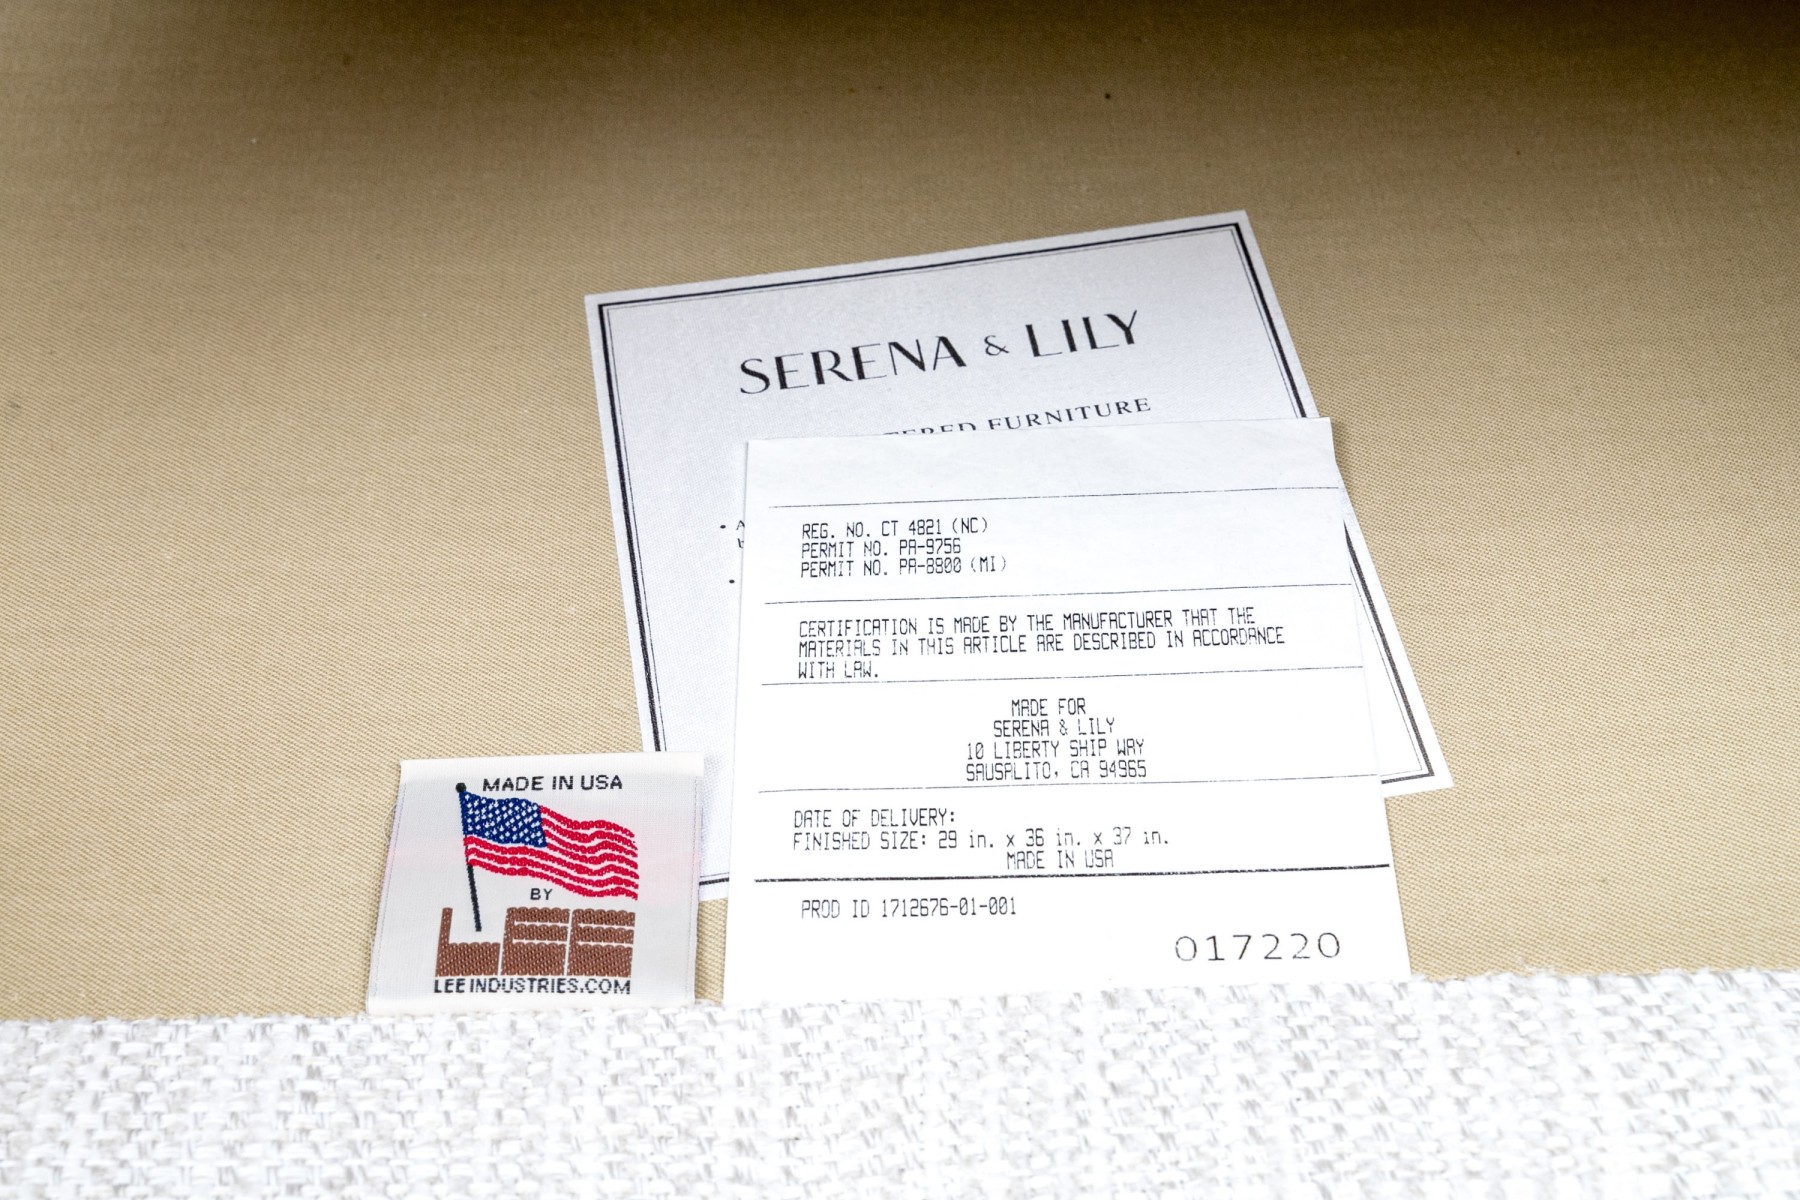 SERENA & LILY
FURNITURE
REG. NO. CT 4821 (NC)
PERMIT NO. PA-9756
PERMIT NO. PA-8800 (MI)
CERTIFICATION IS MADE BY THE MANUFACTURER THAT THE
MATERIALS IN THIS ARTICLE ARE DESCRIBED IN ACCORDANCE
WITH LAW.
MADE FOR
SERENA & LILY
10 LIBERTY SHIP WAY
SAUSALITO, CA 94965
DATE OF DELIVERY:
FINISHED SIZE: 29 in. x 36 in. x 37 in.
MADE IN USA
PROD ID 1712676-01-001
017220
MADE IN USA
BY
LEE
LEEINDUSTRIES.COM